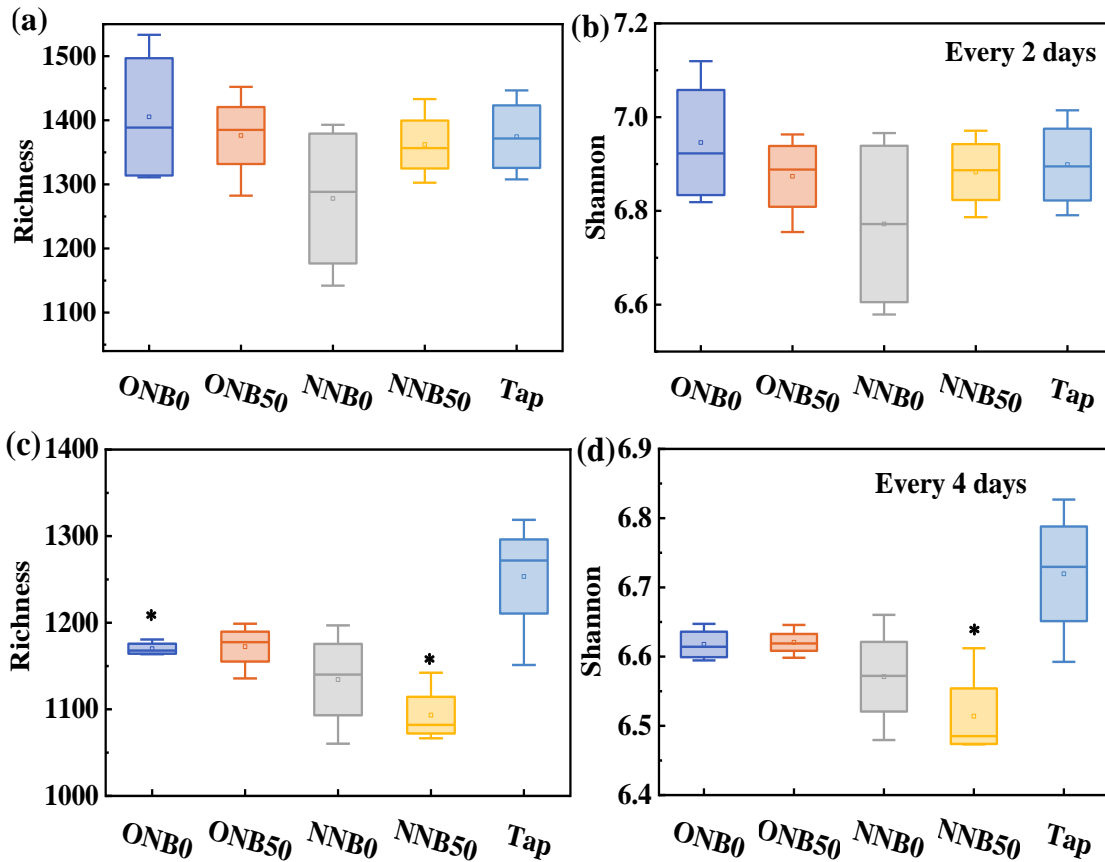 (a)
Richness
1500
1400
1300
1200
1100
ONB0 ONB50 NNB0 NNB50 Tap
(b)
Every 2 days
Shannon
7.2
7.0
6.8
6.6
ONB0 ONB50 NNB0 NNB50 Tap
(c)
Richness
1400
1300
1200
1100
1000
*
*
ONB0 ONB50 NNB0 NNB50 Tap
(d)
Every 4 days
Shannon
6.9
6.8
6.7
6.6
6.5
6.4
*
ONB0 ONB50 NNB0 NNB50 Tap